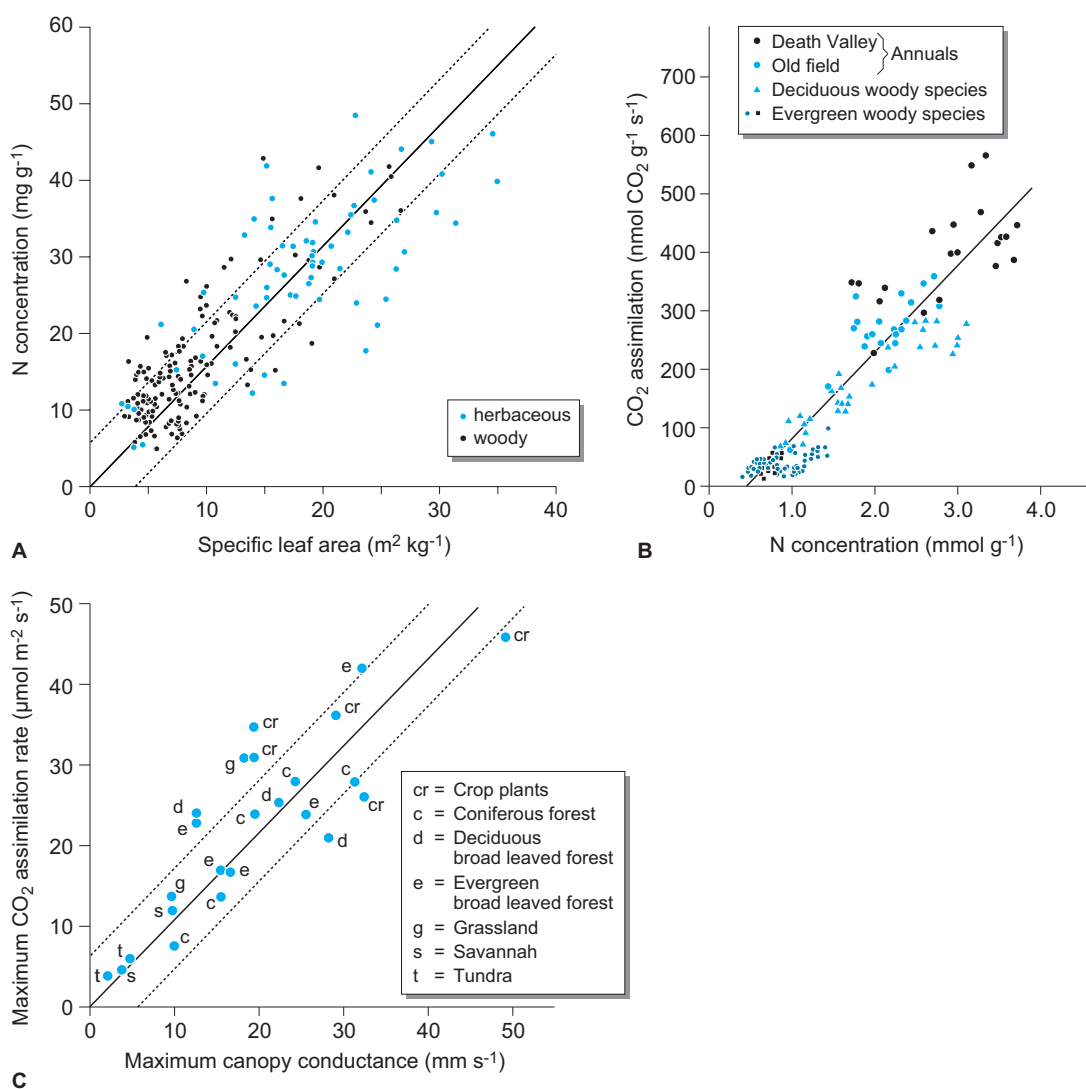 60
50
40
30
20
10
0
N concentration (mg g-1)
0
10
20
30
40
Specific leaf area (m2 kg-1)
herbaceous
woody
A
Death Valley
Old field
Annuals
Deciduous woody species
Evergreen woody species
700
600
500
400
300
200
100
0
CO2 assimilation (nmol CO2 g-1 s-1)
0
1.0
2.0
3.0
4.0
N concentration (mmol g-1)
B
50
40
30
20
10
0
Maximum CO2 assimilation rate (µmol m-2 s-1)
cr
e
cr
cr
g
cr
c
c
d
cr
d
e
c
e
d
e
e
g
c
s
c
t
t
s
0
10
20
30
40
50
Maximum canopy conductance (mm s-1)
cr = Crop plants
c = Coniferous forest
d = Deciduous
broad leaved forest
e = Evergreen
broad leaved forest
g = Grassland
s = Savannah
t = Tundra
C